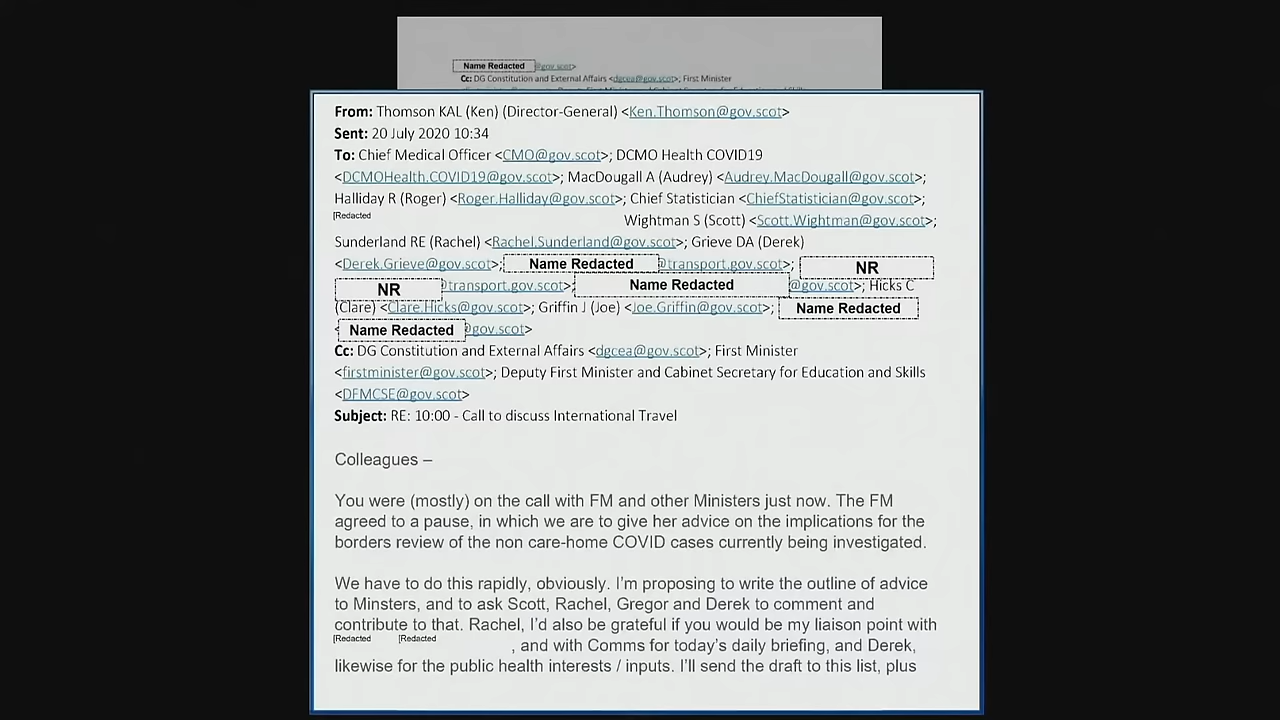 Name Redacted @gov.scot>
Cc: DG Constitution and External Affairs <dgcea@gov.scot>; First Minister
From: Thomson KAL (Ken) (Director-General) <Ken.Thomson@gov.scot>
Sent: 20 July 2020 10:34
To: Chief Medical Officer <CMO@gov.scot>; DCMO Health COVID19
<DCMOHealth.COVID19@gov.scot>; MacDougall A (Audrey) <Audrey.MacDougall@gov.scot>;
Halliday R (Roger) <Roger.Halliday@gov.scot>; Chief Statistician <ChiefStatistician@gov.scot>;
[Redacted Wightman S (Scott) <Scott.Wightman@gov.scot>;
Sunderland RE (Rachel) <Rachel.Sunderland@gov.scot>; Grieve DA (Derek)
<Derek.Grieve@gov.scot>; Name Redacted @transport.gov.scot>; NR
NR @transport.gov.scot>; Name Redacted @gov.scot>; Hicks C
(Clare) <Clare.Hicks@gov.scot>; Griffin J (Joe) <Joe.Griffin@gov.scot>; Name Redacted
< Name Redacted @gov.scot>
Cc: DG Constitution and External Affairs <dgcea@gov.scot>; First Minister
<firstminister@gov.scot>; Deputy First Minister and Cabinet Secretary for Education and Skills
<DFMCSE@gov.scot>
Subject: RE: 10:00 - Call to discuss International Travel
Colleagues –
You were (mostly) on the call with FM and other Ministers just now. The FM
agreed to a pause, in which we are to give her advice on the implications for the
borders review of the non care-home COVID cases currently being investigated.
We have to do this rapidly, obviously. I'm proposing to write the outline of advice
to Minsters, and to ask Scott, Rachel, Gregor and Derek to comment and
contribute to that. Rachel, I'd also be grateful if you would be my liaison point with
[Redacted [Redacted , and with Comms for today's daily briefing, and Derek,
likewise for the public health interests / inputs. I'll send the draft to this list, plus